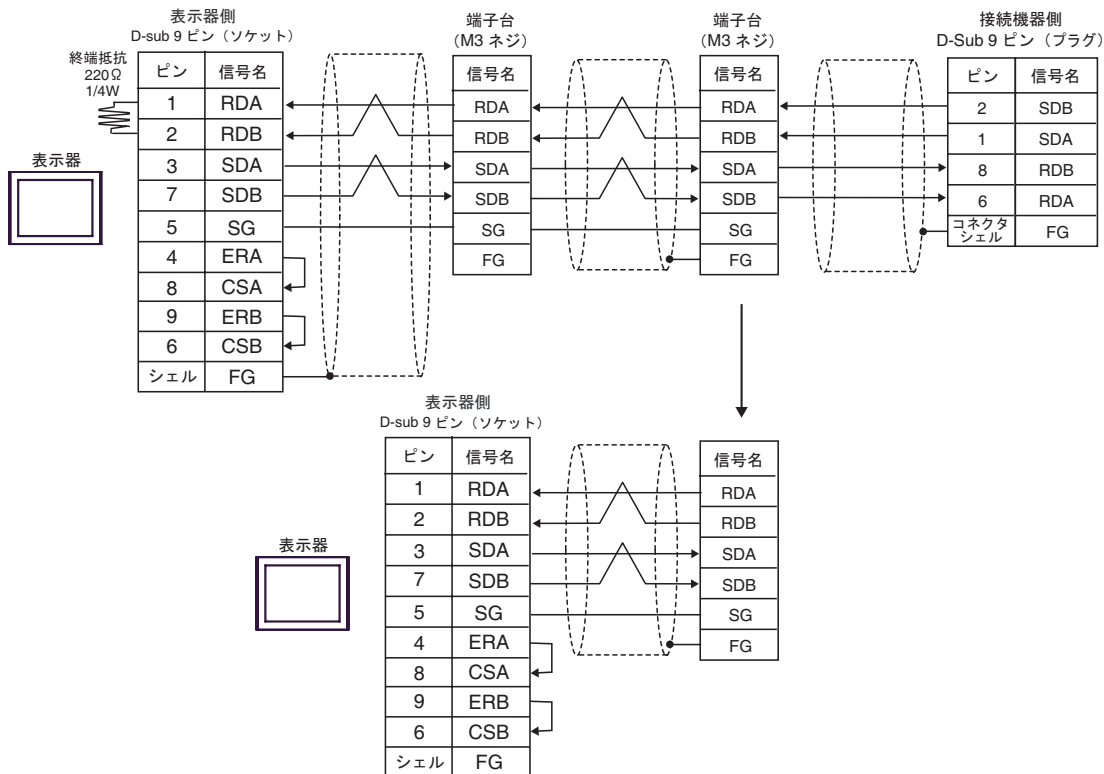 表示器側
D-sub 9 ピン（ソケット）
端子台
（M3 ネジ）
端子台
（M3 ネジ）
接続機器側
D-Sub 9 ピン（プラグ）
終端抵抗
220Ω
1/4W
表示器
ピン 信号名
1 RDA
2 RDB
3 SDA
7 SDB
5 SG
4 ERA
8 CSA
9 ERB
6 CSB
シェル FG
信号名
RDA
RDB
SDA
SDB
SG
FG
信号名
RDA
RDB
SDA
SDB
SG
FG
ピン 信号名
2 SDB
1 SDA
8 RDB
6 RDA
コネクタ
シェル FG
表示器側
D-sub 9 ピン（ソケット）
表示器
ピン 信号名
1 RDA
2 RDB
3 SDA
7 SDB
5 SG
4 ERA
8 CSA
9 ERB
6 CSB
シェル FG
信号名
RDA
RDB
SDA
SDB
SG
FG